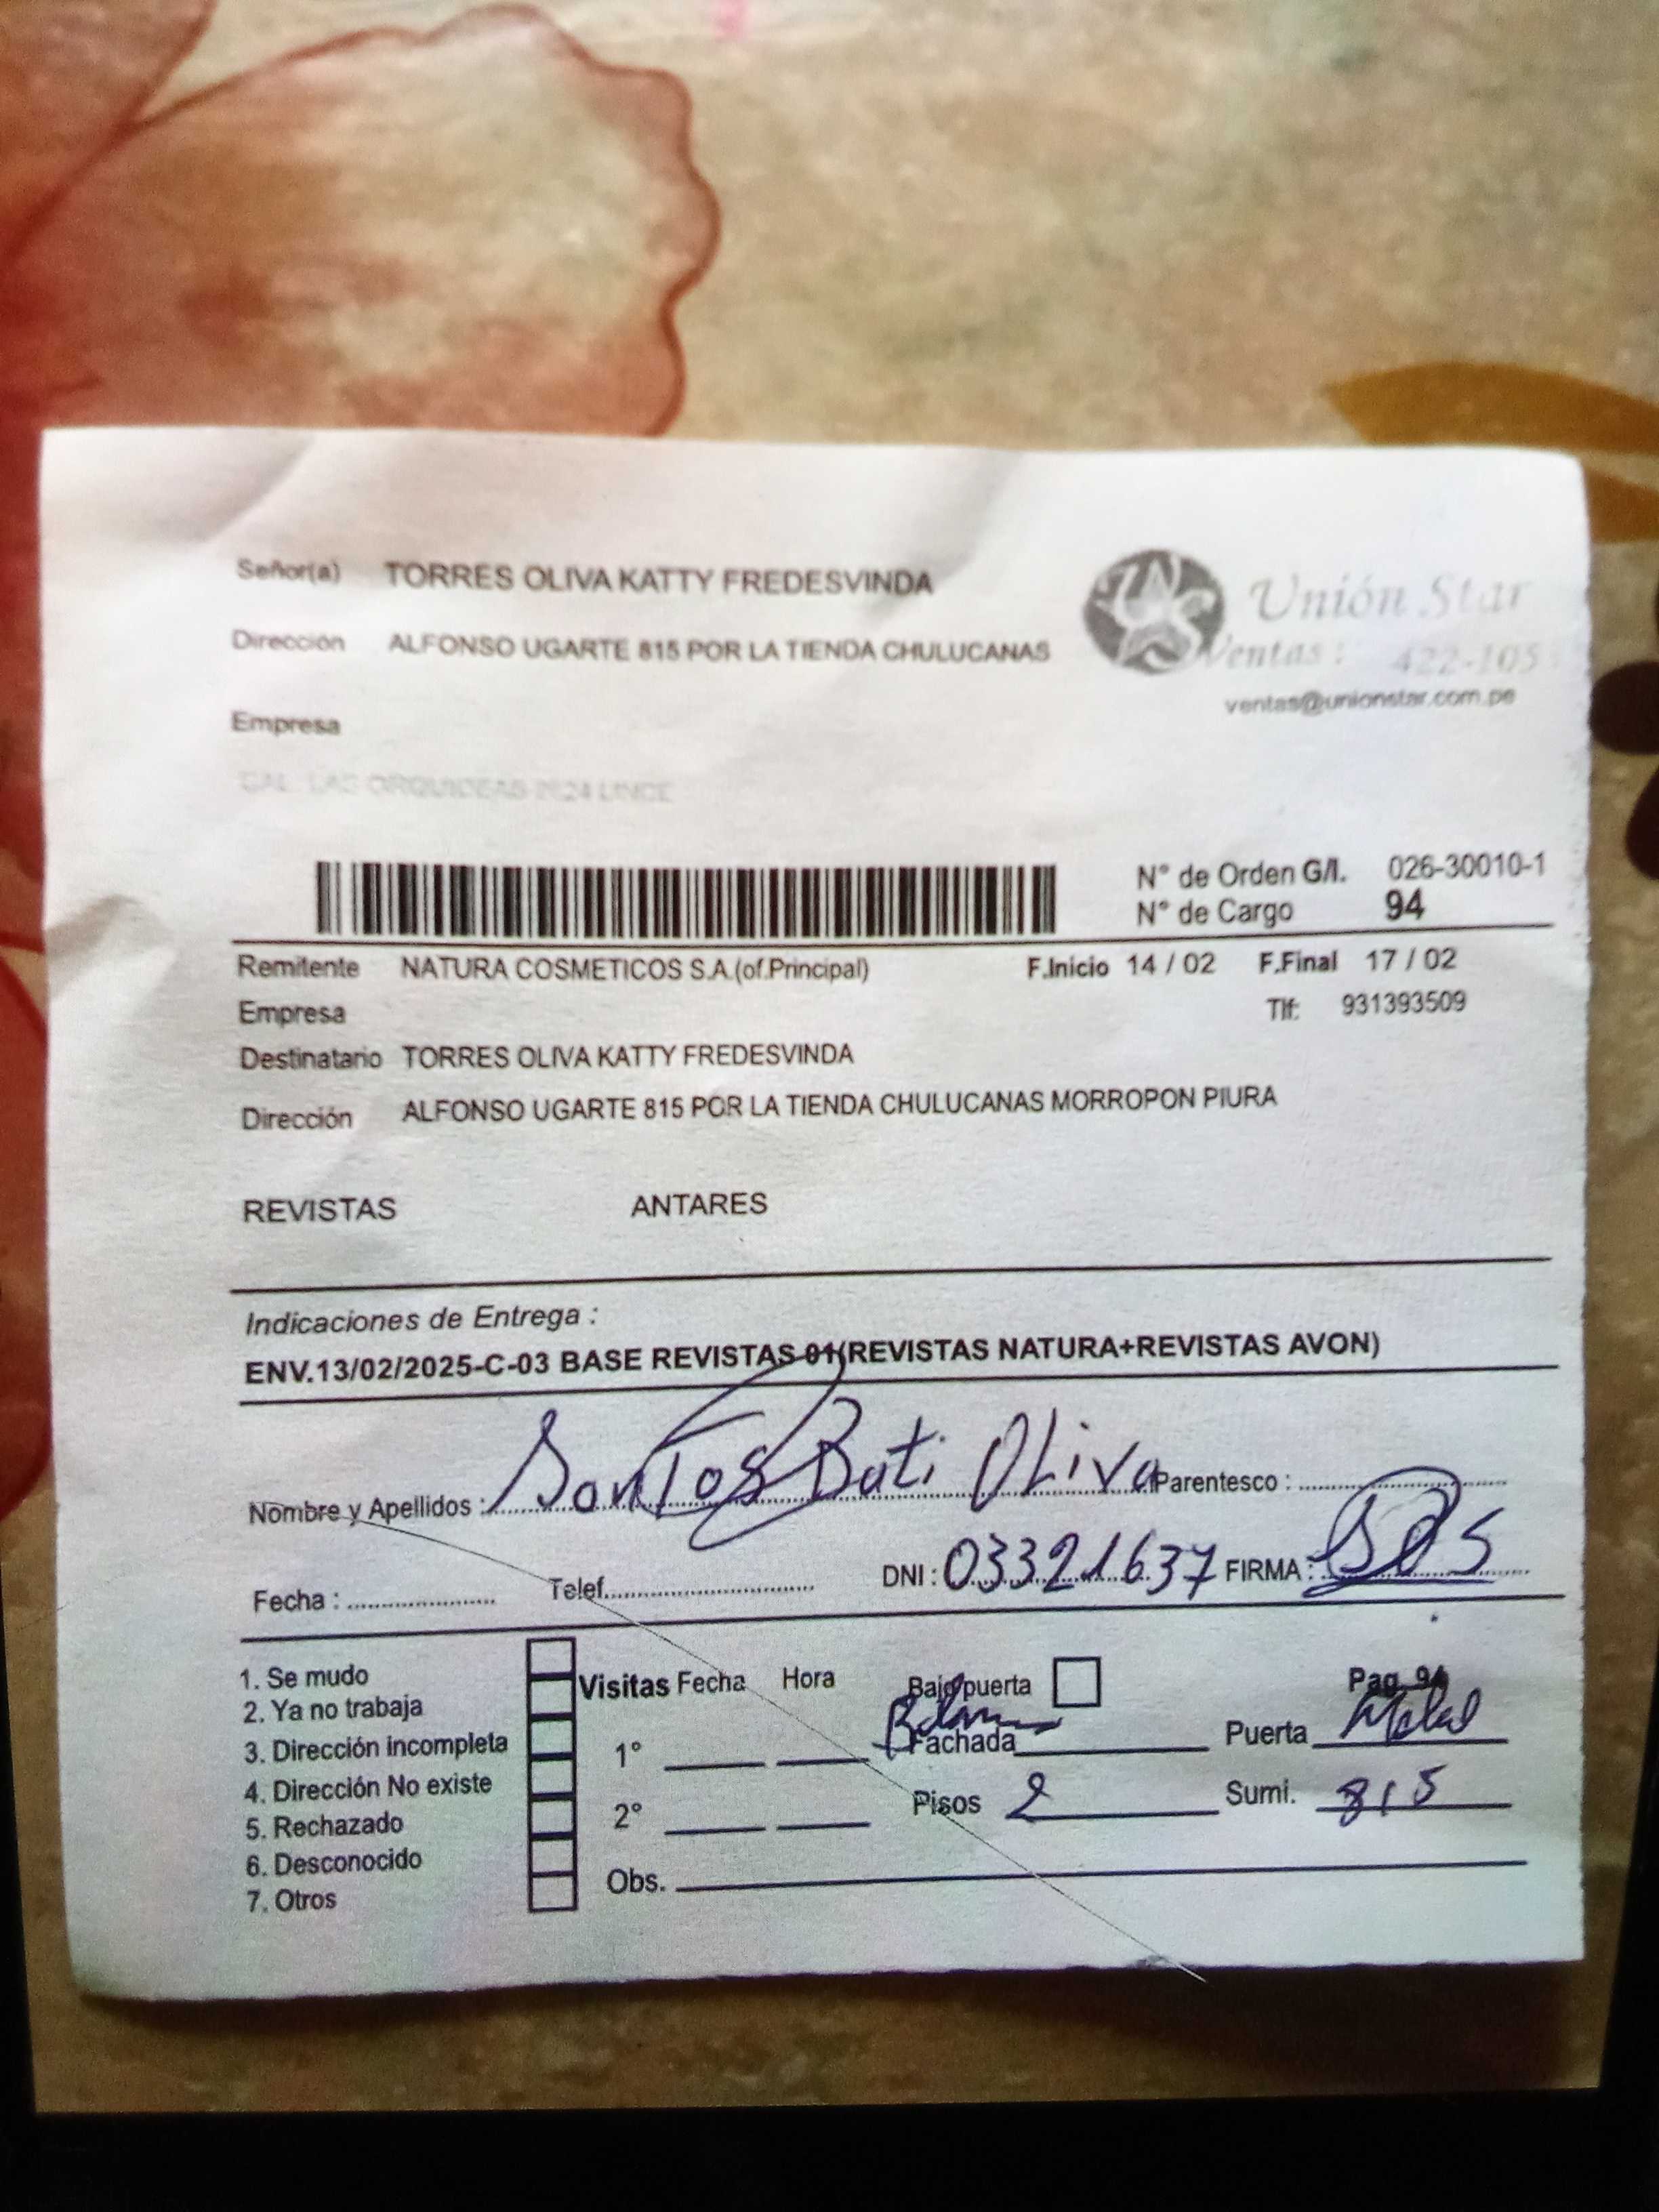 Señor(a) TORRES OLIVA KATTY FREDESVINDA
Unión Star
Dirección ALFONSO UGARTE 815 POR LA TIENDA CHULUCANAS
Ventas : 422-105
ventas@unionstar.com.pe
Empresa
CAL. LAS ORQUIDEAS 2624 LINCE
N° de Orden G/I. 026-30010-1
N° de Cargo 94
Remitente NATURA COSMETICOS S.A.(of.Principal) F.Inicio 14 / 02 F.Final 17 / 02
Empresa Tlf: 931393509
Destinatario TORRES OLIVA KATTY FREDESVINDA
Dirección ALFONSO UGARTE 815 POR LA TIENDA CHULUCANAS MORROPON PIURA
REVISTAS ANTARES
Indicaciones de Entrega :
ENV.13/02/2025-C-03 BASE REVISTAS 01(REVISTAS NATURA+REVISTAS AVON)
Nombre y Apellidos : Santos Oliva Parentesco :
Fecha : Telef. DNI : 03321637 FIRMA :
1. Se mudo
2. Ya no trabaja
3. Dirección incompleta
4. Dirección No existe
5. Rechazado
6. Desconocido
7. Otros
Visitas Fecha Hora Bajo puerta Pag. 94
1° Fachada Puerta Metal
2° Pisos 2 Sumi. 815
Obs.